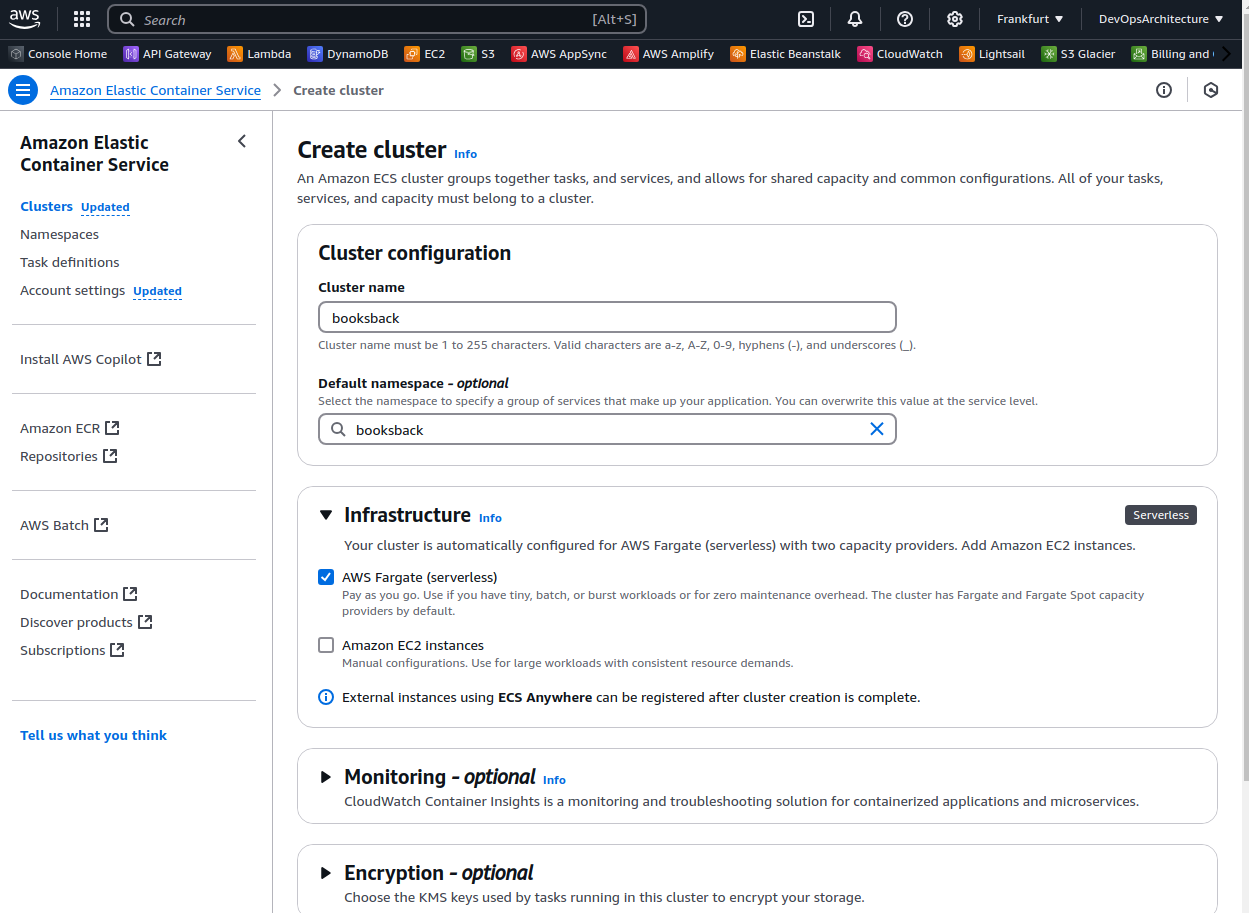 aws
Search [Alt+S]
Frankfurt ▼
DevOpsArchitecture ▼
Console Home API Gateway Lambda DynamoDB EC2 S3 AWS AppSync AWS Amplify Elastic Beanstalk CloudWatch Lightsail S3 Glacier Billing and
Amazon Elastic Container Service > Create cluster
Amazon Elastic
Container Service
Clusters Updated
Namespaces
Task definitions
Account settings Updated
Install AWS Copilot
Amazon ECR
Repositories
AWS Batch
Documentation
Discover products
Subscriptions
Tell us what you think
Create cluster Info
An Amazon ECS cluster groups together tasks, and services, and allows for shared capacity and common configurations. All of your tasks,
services, and capacity must belong to a cluster.
Cluster configuration
Cluster name
booksback
Cluster name must be 1 to 255 characters. Valid characters are a-z, A-Z, 0-9, hyphens (-), and underscores (_).
Default namespace - optional
Select the namespace to specify a group of services that make up your application. You can overwrite this value at the service level.
booksback
Infrastructure Info
Serverless
Your cluster is automatically configured for AWS Fargate (serverless) with two capacity providers. Add Amazon EC2 instances.
AWS Fargate (serverless)
Pay as you go. Use if you have tiny, batch, or burst workloads or for zero maintenance overhead. The cluster has Fargate and Fargate Spot capacity
providers by default.
Amazon EC2 instances
Manual configurations. Use for large workloads with consistent resource demands.
External instances using ECS Anywhere can be registered after cluster creation is complete.
Monitoring - optional Info
CloudWatch Container Insights is a monitoring and troubleshooting solution for containerized applications and microservices.
Encryption - optional
Choose the KMS keys used by tasks running in this cluster to encrypt your storage.